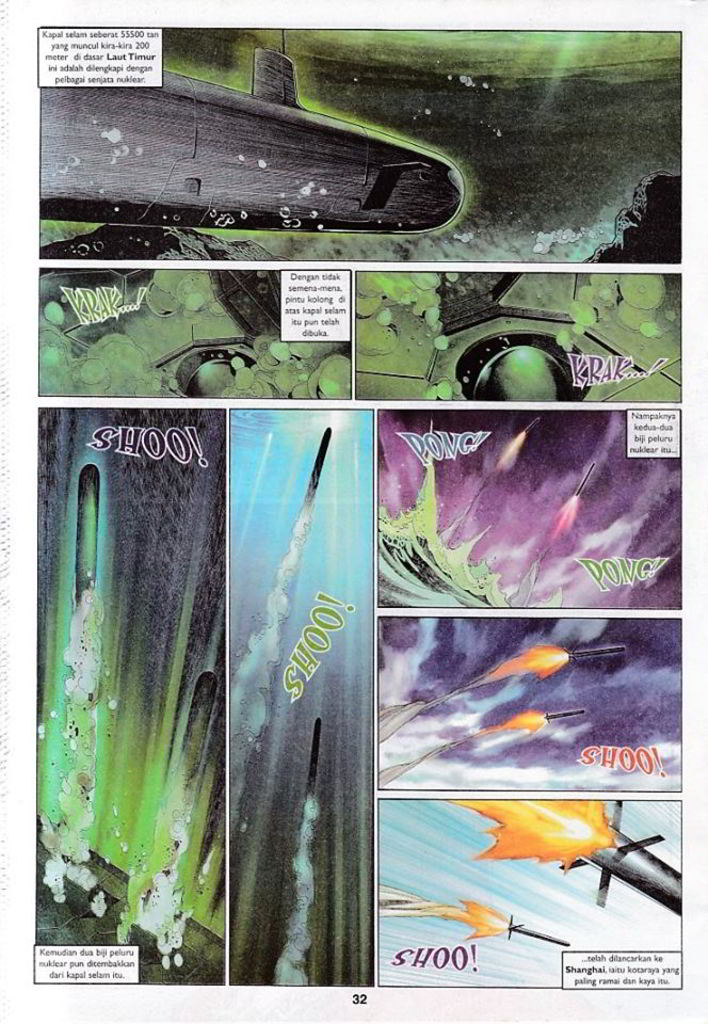 Kapal selam seberat 55500 tan
yang muncul kira-kira 200
meter di dasar Laut Timur
ini adalah dilengkapi dengan
pelbagai senjata nuklear.
KRAK...!
Dengan tidak
semena-mena,
pintu kolong di
atas kapal selam
itu pun telah
dibuka.
KRAK...!
SHOO!
SHOO!
Nampaknya
kedua-dua
biji peluru
nuklear itu...
PONG!
PONG!
SHOO!
SHOO!
Kemudian dua biji peluru
nuklear pun ditembakkan
dari kapal selam itu.
...telah dilancarkan ke
Shanghai, iaitu kotaraya yang
paling ramai dan kaya itu.
32